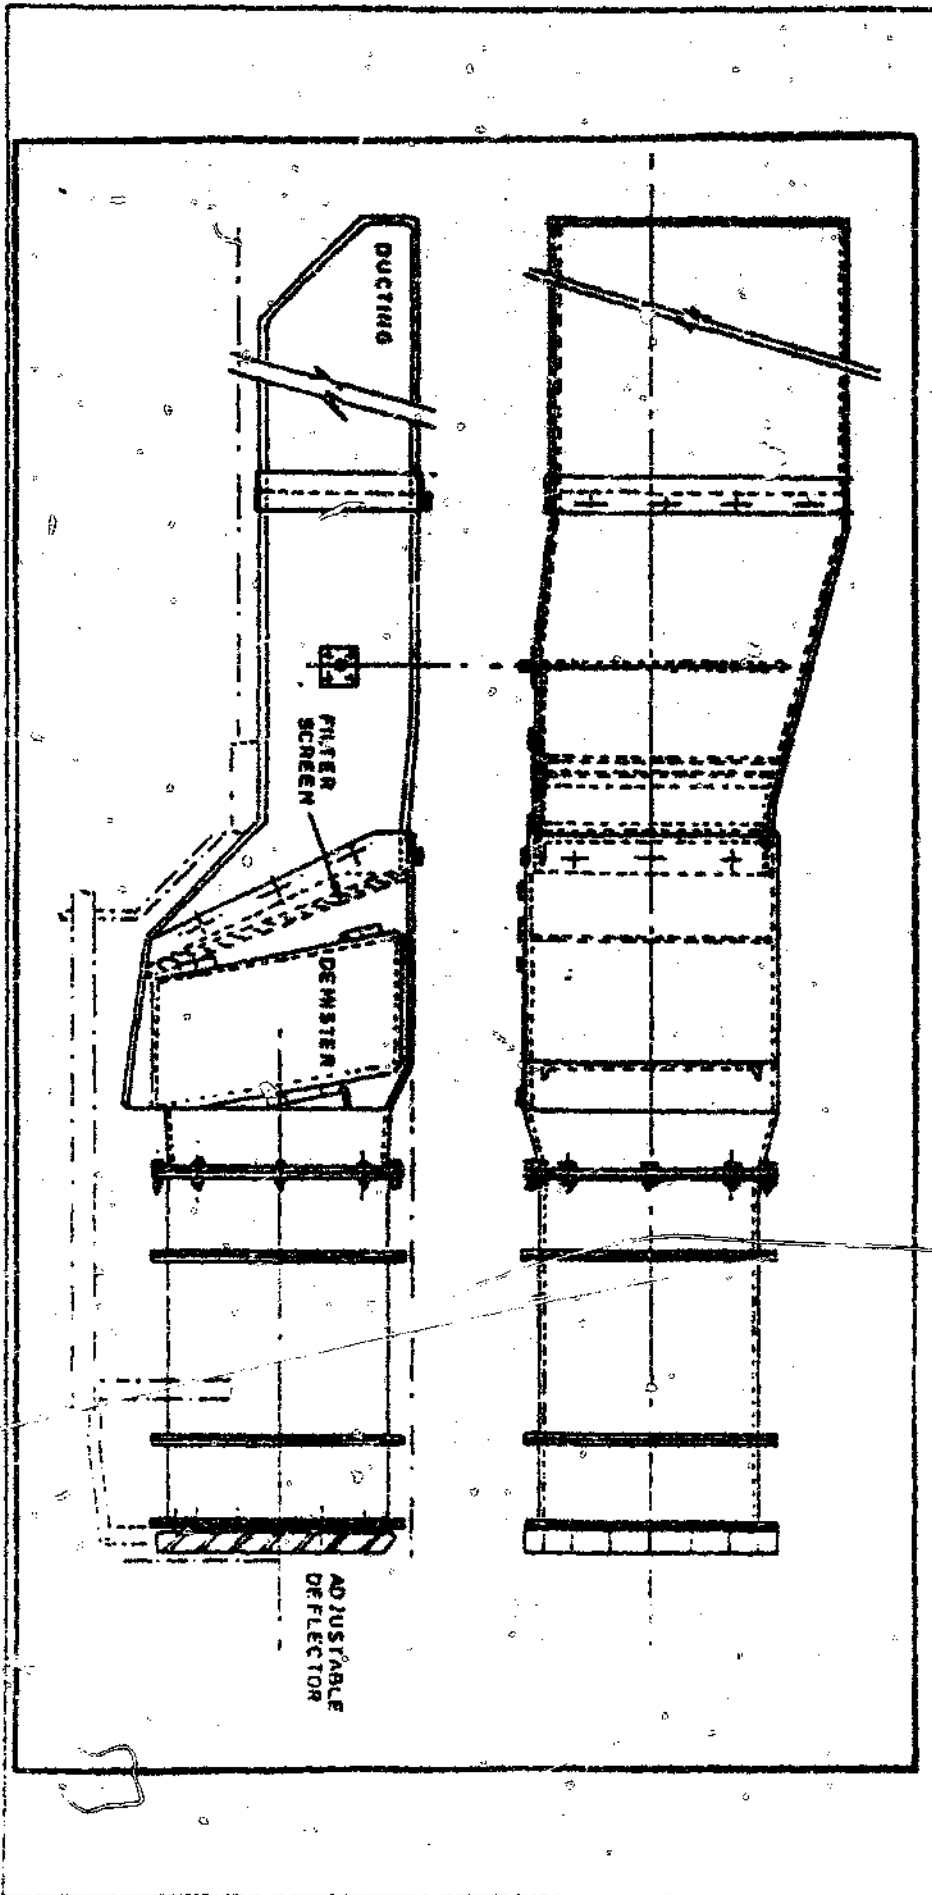 DUCTING
FILTER
SCREEN
DEMISTER
ADJUSTABLE
DEFLECTOR